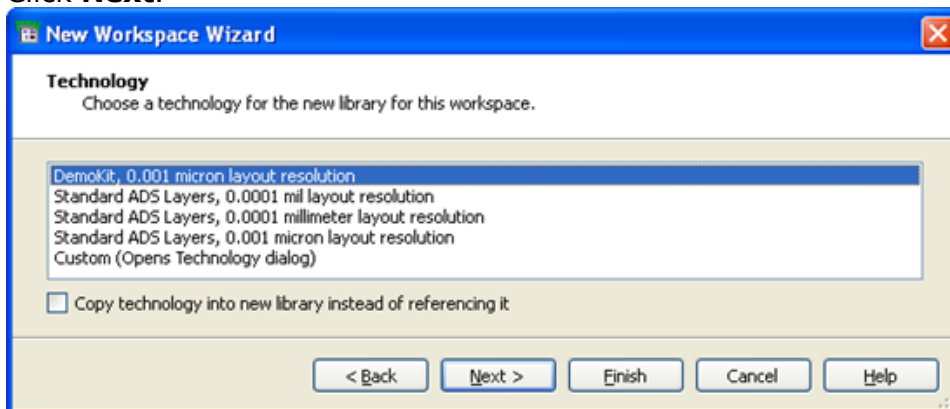 Click Next.
New Workspace Wizard
Technology
Choose a technology for the new library for this workspace.
DemoKit, 0.001 micron layout resolution
Standard ADS Layers, 0.0001 mil layout resolution
Standard ADS Layers, 0.0001 millimeter layout resolution
Standard ADS Layers, 0.001 micron layout resolution
Custom (Opens Technology dialog)
Copy technology into new library instead of referencing it
< Back Next > Finish Cancel Help